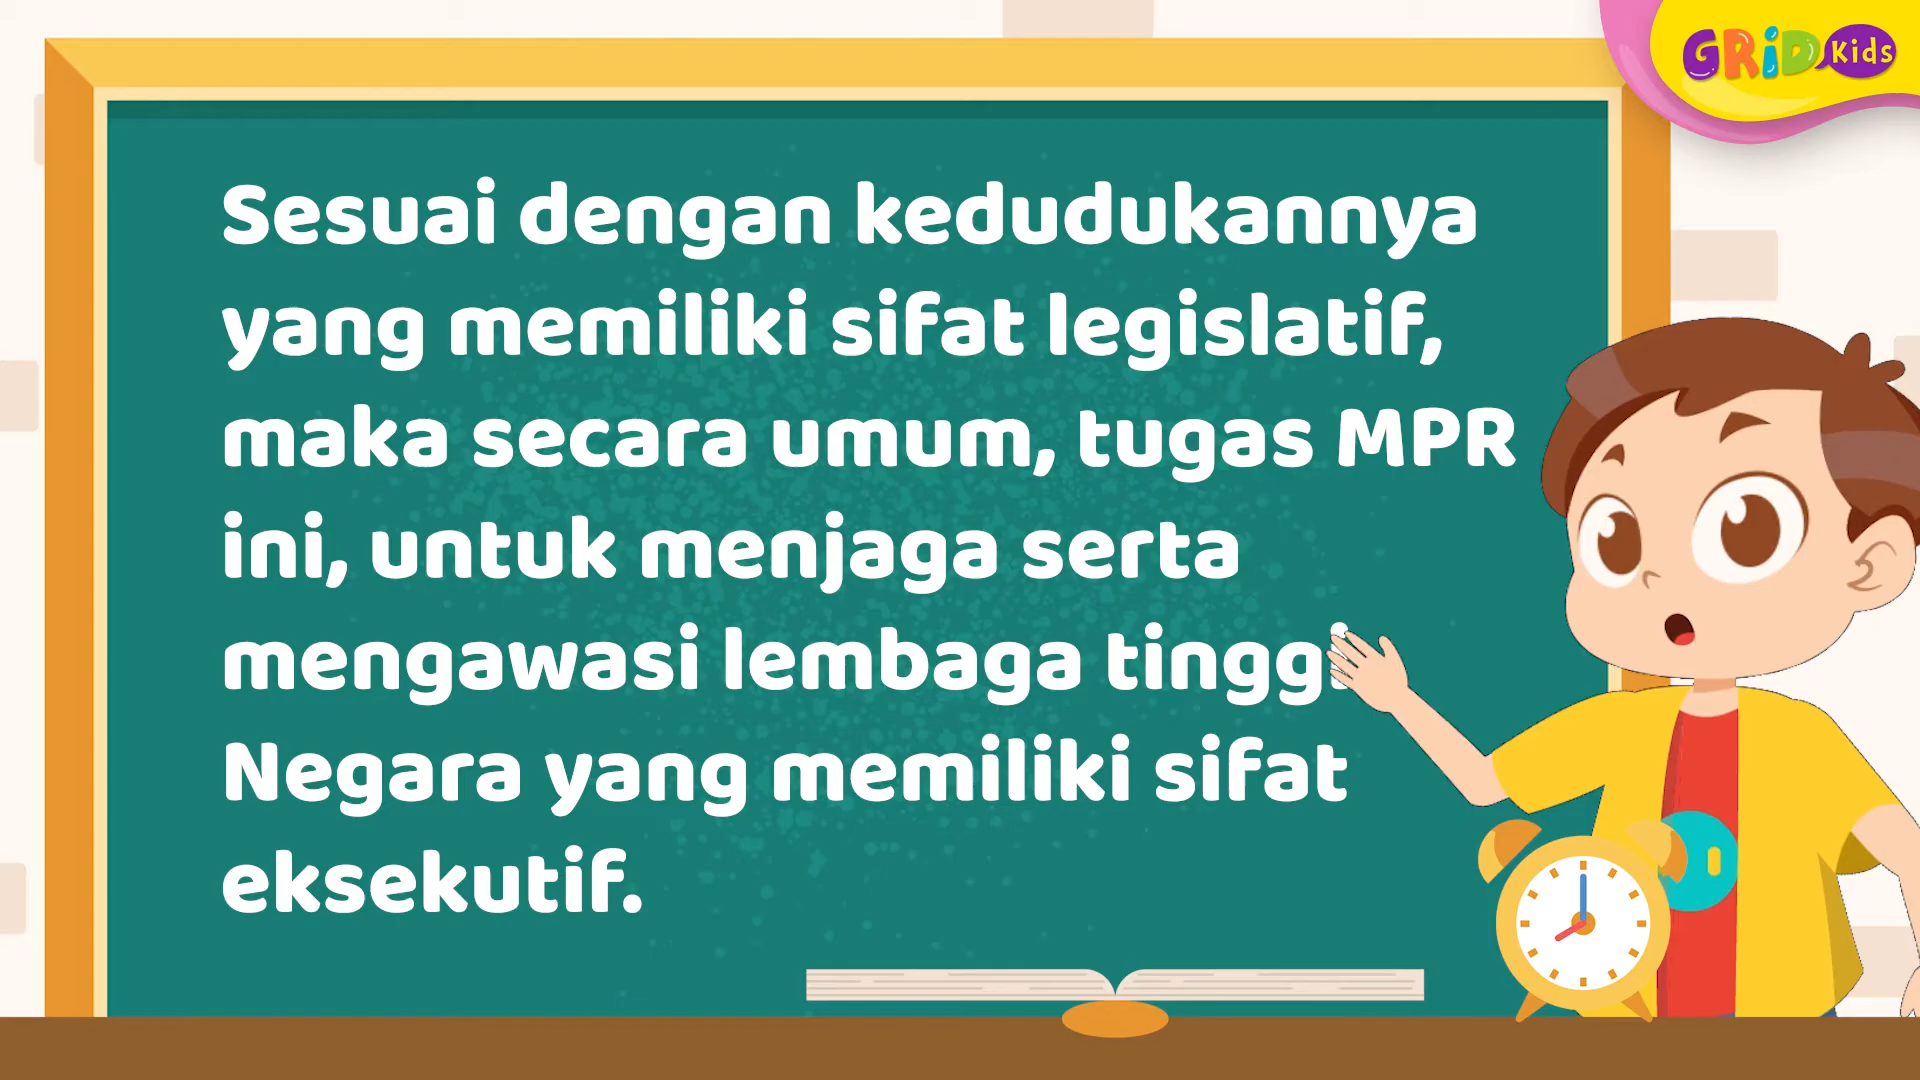 GRiD Kids
Sesuai dengan kedudukannya
yang memiliki sifat legislatif,
maka secara umum, tugas MPR
ini, untuk menjaga serta
mengawasi lembaga tinggi
Negara yang memiliki sifat
eksekutif.